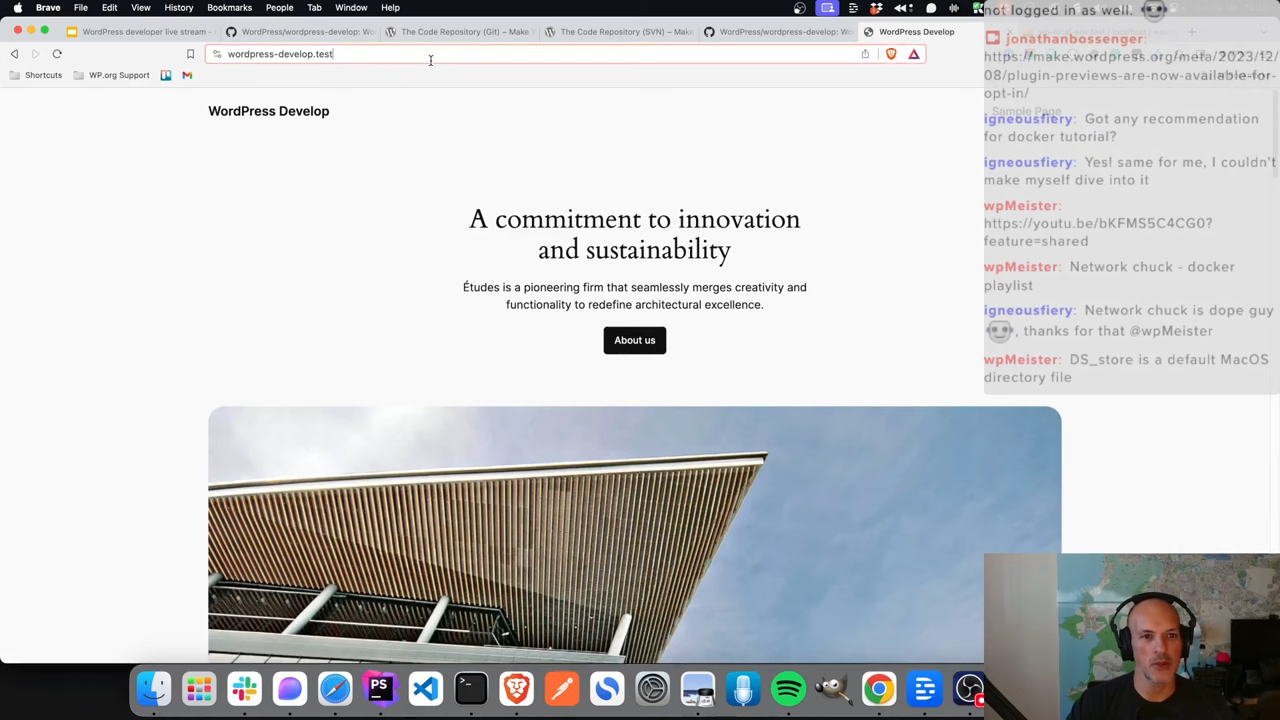 Brave File Edit View History Bookmarks People Tab Window Help
WordPress developer live stream -
WordPress/wordpress-develop: Wo
The Code Repository (Git) – Make W
The Code Repository (SVN) – Make
WordPress/wordpress-develop: Wo
WordPress Develop
wordpress-develop.test
Shortcuts
WP.org Support
WordPress Develop
Sample Page
A commitment to innovation
and sustainability
Études is a pioneering firm that seamlessly merges creativity and
functionality to redefine architectural excellence.
About us
not logged in as well.
jonathanbossenger:
https://make.wordpress.org/meta/2023/12/
08/plugin-previews-are-now-available-for-
opt-in/
igneousfiery: Got any recommendation
for docker tutorial?
igneousfiery: Yes! same for me, I couldn't
make myself dive into it
wpMeister:
https://youtu.be/bKFMS5C4CG0?
feature=shared
wpMeister: Network chuck - docker
playlist
igneousfiery: Network chuck is dope guy
, thanks for that @wpMeister
wpMeister: DS_store is a default MacOS
directory file
PS